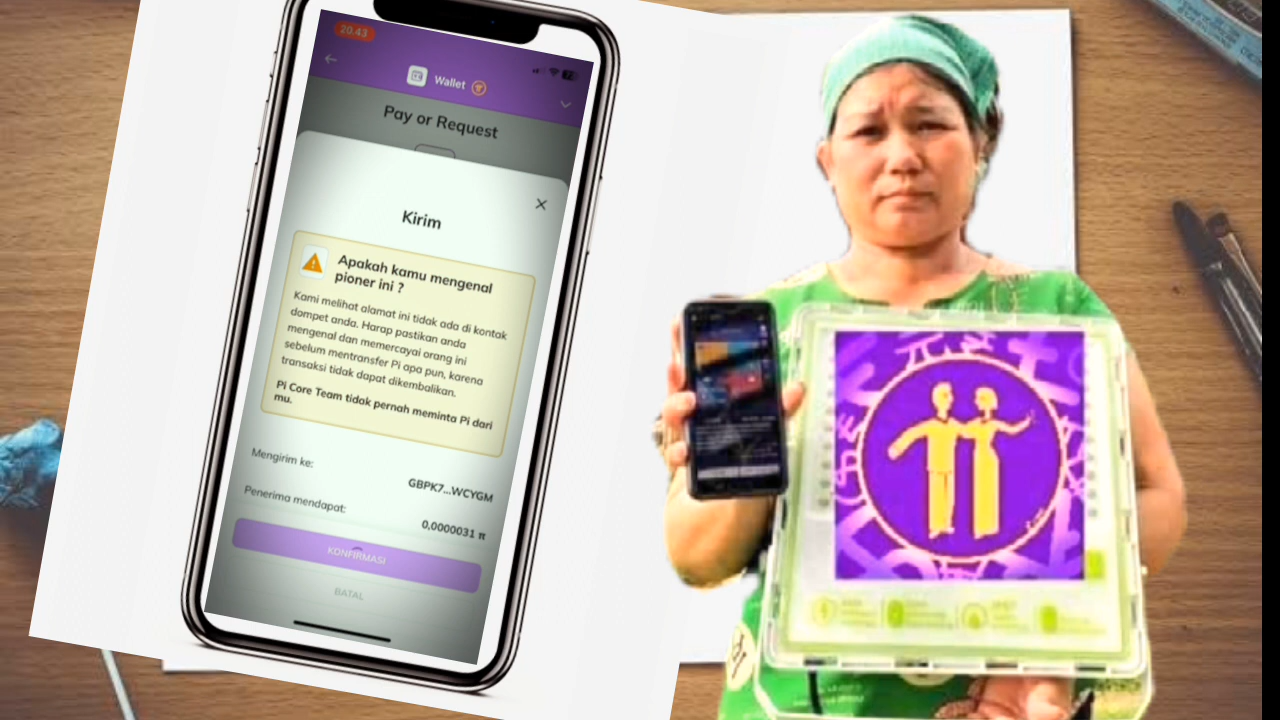 20.43
Wallet
Pay or Request
Kirim
Apakah kamu mengenal
pioner ini ?
Kami melihat alamat ini tidak ada di kontak
dompet anda. Harap pastikan anda
mengenal dan memercayai orang ini
sebelum mentransfer Pi apa pun, karena
transaksi tidak dapat dikembalikan.
Pi Core Team tidak pernah meminta Pi dari
mu.
Mengirim ke:
GBPK7...WCYGM
Penerima mendapat:
0,0000031 π
KONFIRMASI
BATAL